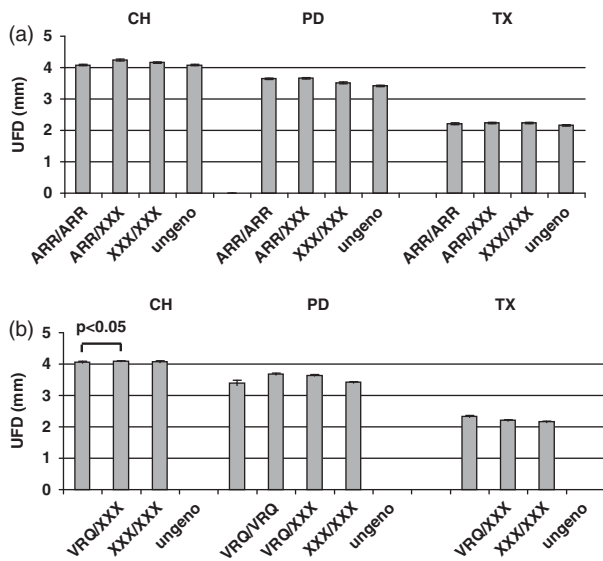 (a)
CH PD TX
UFD (mm)
5
4
3
2
1
0
ARR/ARR ARR/XXX XXX/XXX ungeno ARR/ARR ARR/XXX XXX/XXX ungeno ARR/ARR ARR/XXX XXX/XXX ungeno
(b)
CH PD TX
p<0.05
UFD (mm)
5
4
3
2
1
0
VRQ/XXX XXX/XXX ungeno VRQ/VRQ VRQ/XXX XXX/XXX ungeno VRQ/XXX XXX/XXX ungeno